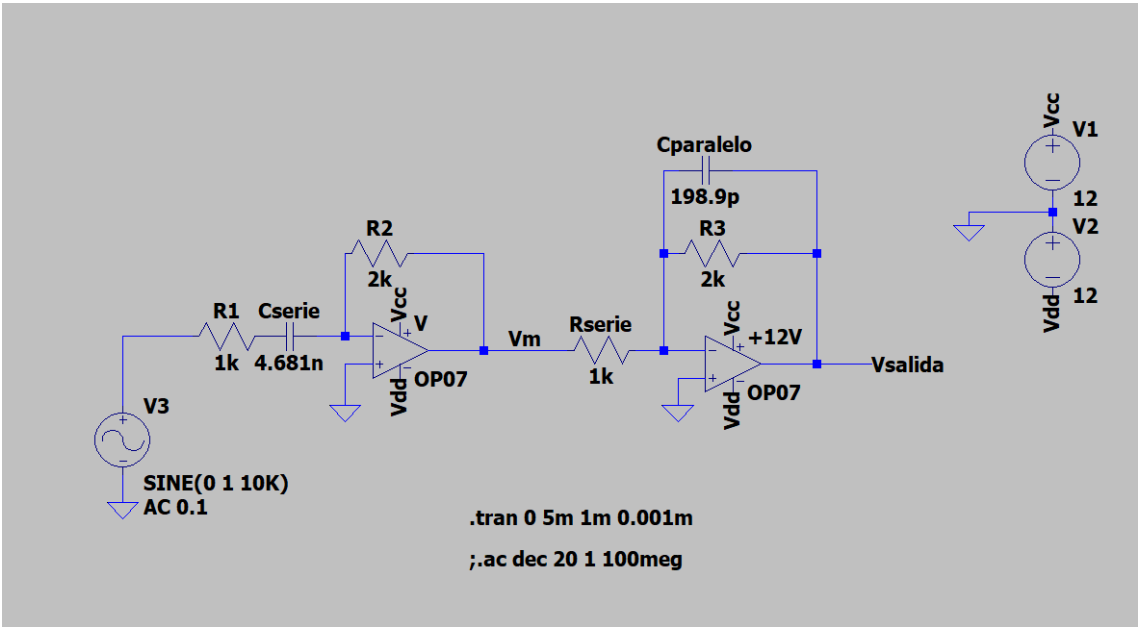 Cparalelo
198.9p
R3
2k
R2
2k
R1
1k
Cserie
4.681n
Vcc
V
Vdd
OP07
Vm
Rserie
1k
Vcc
+12V
Vdd
OP07
Vsalida
V3
SINE(0 1 10K)
AC 0.1
Vcc
V1
12
V2
12
Vdd
.tran 0 5m 1m 0.001m
;.ac dec 20 1 100meg